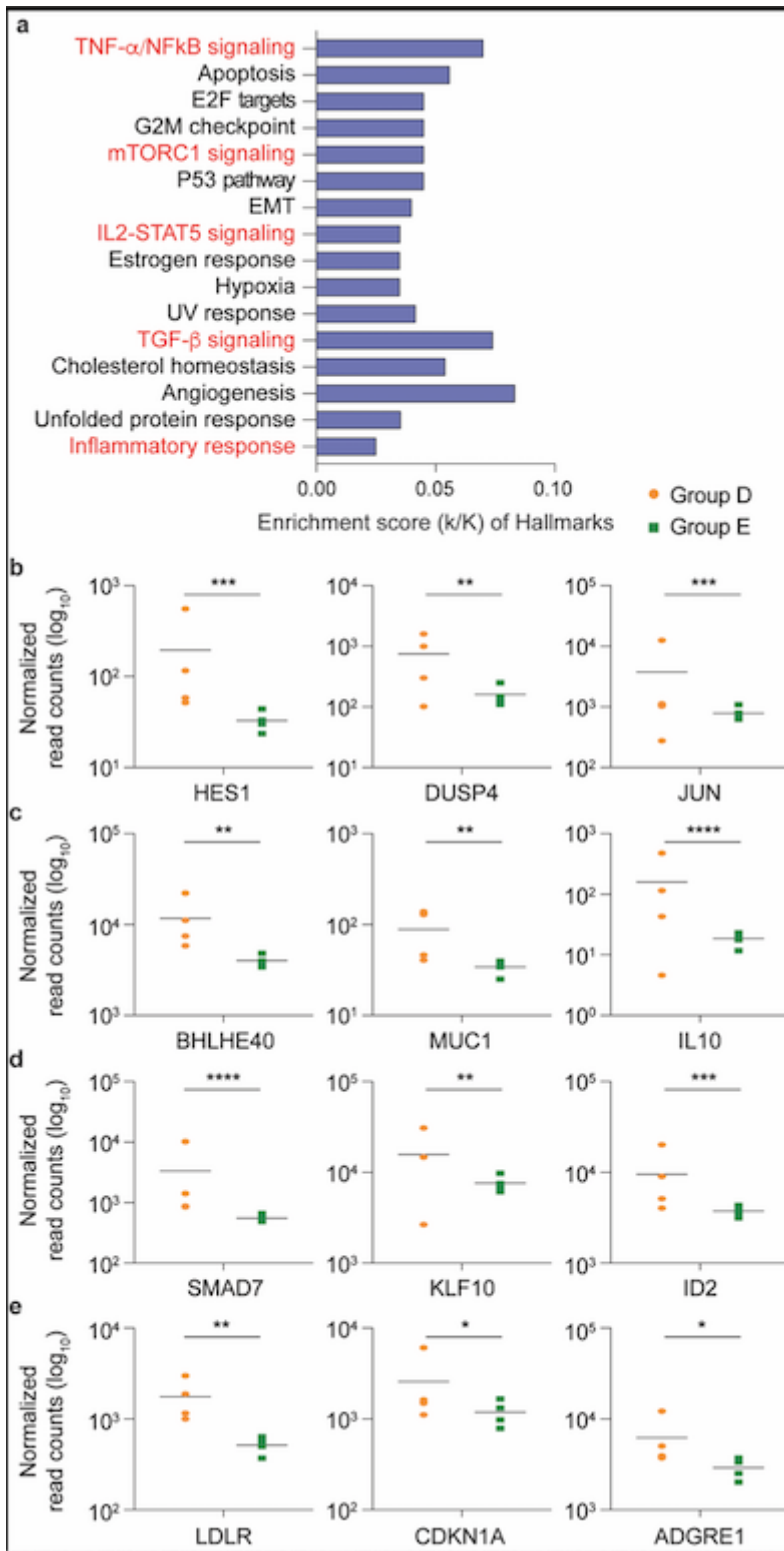 a
TNF-α/NFkB signaling
Apoptosis
E2F targets
G2M checkpoint
mTORC1 signaling
P53 pathway
EMT
IL2-STAT5 signaling
Estrogen response
Hypoxia
UV response
TGF-β signaling
Cholesterol homeostasis
Angiogenesis
Unfolded protein response
Inflammatory response
0.00 0.05 0.10
Enrichment score (k/K) of Hallmarks
Group D
Group E
b
Normalized
read counts (log₁₀)
10³
10²
10¹
***
HES1
10⁴
10³
10²
10¹
**
DUSP4
10⁵
10⁴
10³
10²
***
JUN
c
Normalized
read counts (log₁₀)
10⁵
10⁴
10³
**
BHLHE40
10³
10²
10¹
**
MUC1
10³
10²
10¹
10⁰
****
IL10
d
Normalized
read counts (log₁₀)
10⁵
10⁴
10³
10²
****
SMAD7
10⁵
10⁴
10³
**
KLF10
10⁵
10⁴
10³
***
ID2
e
Normalized
read counts (log₁₀)
10⁴
10³
10²
**
LDLR
10⁴
10³
10²
*
CDKN1A
10⁵
10⁴
10³
*
ADGRE1